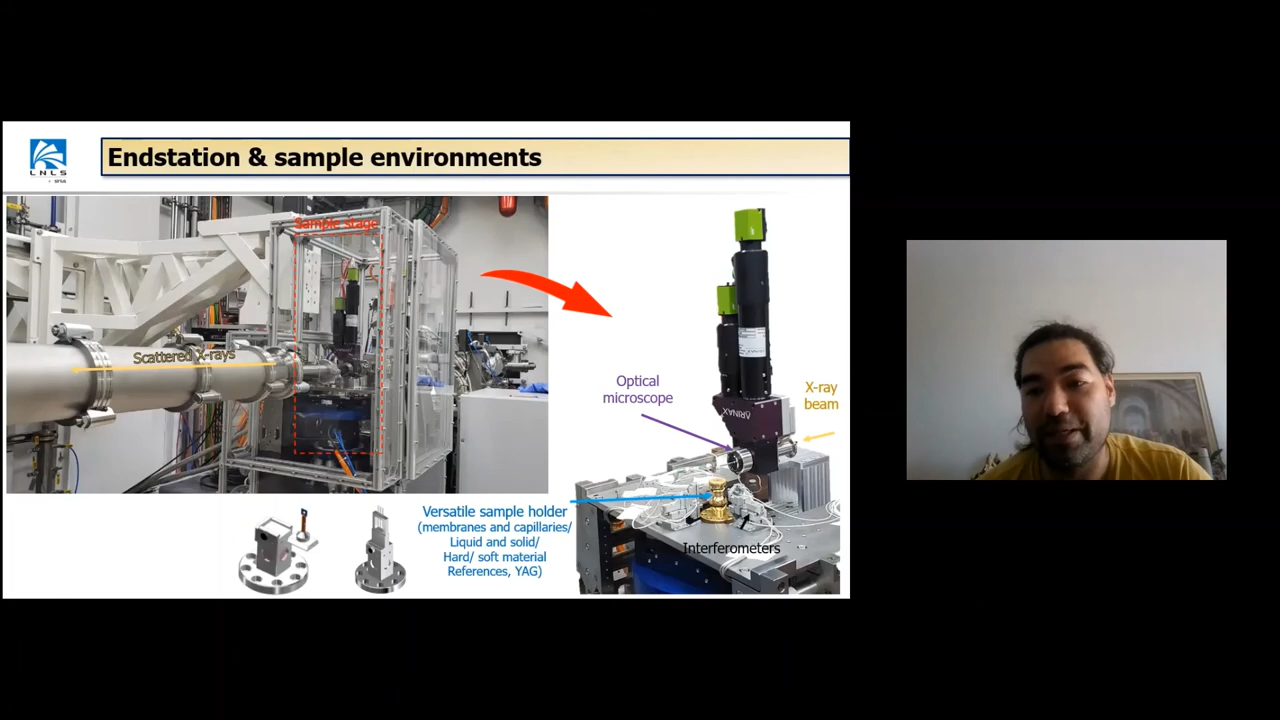 LNLS
Endstation & sample environments
Sample stage
Scattered X-rays
Optical
microscope
X-ray
beam
ARINAX
Versatile sample holder
(membranes and capillaries/
Liquid and solid/
Hard/ soft material
References, YAG)
Interferometers